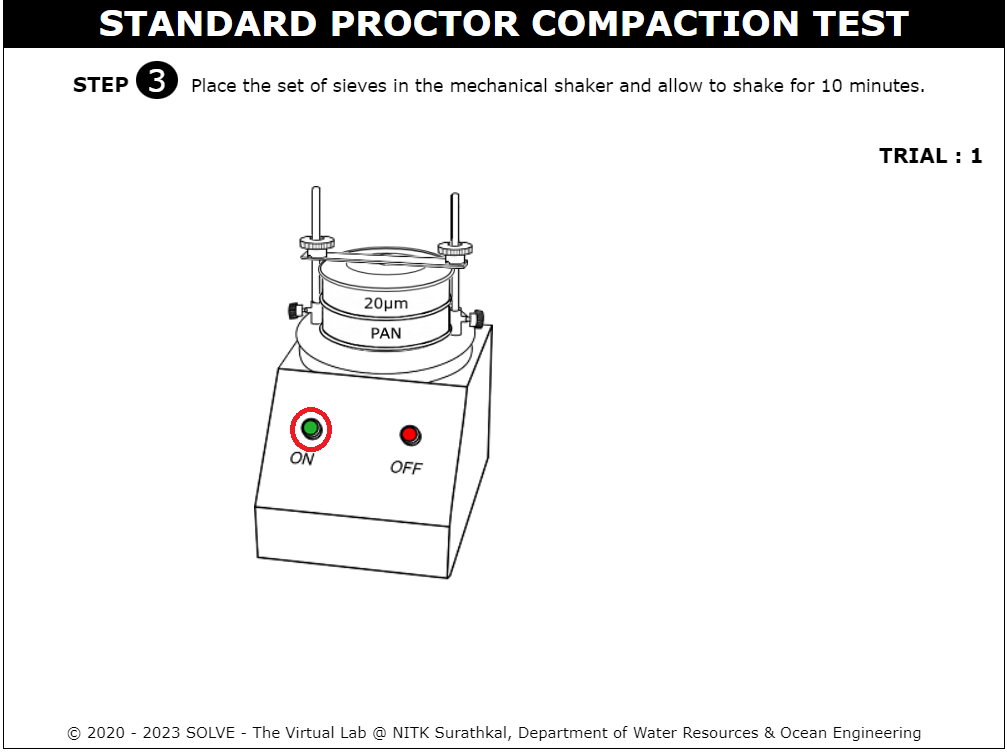 STANDARD PROCTOR COMPACTION TEST
STEP 3 Place the set of sieves in the mechanical shaker and allow to shake for 10 minutes.
TRIAL : 1
20μm
PAN
ON
OFF
© 2020 - 2023 SOLVE - The Virtual Lab @ NITK Surathkal, Department of Water Resources & Ocean Engineering